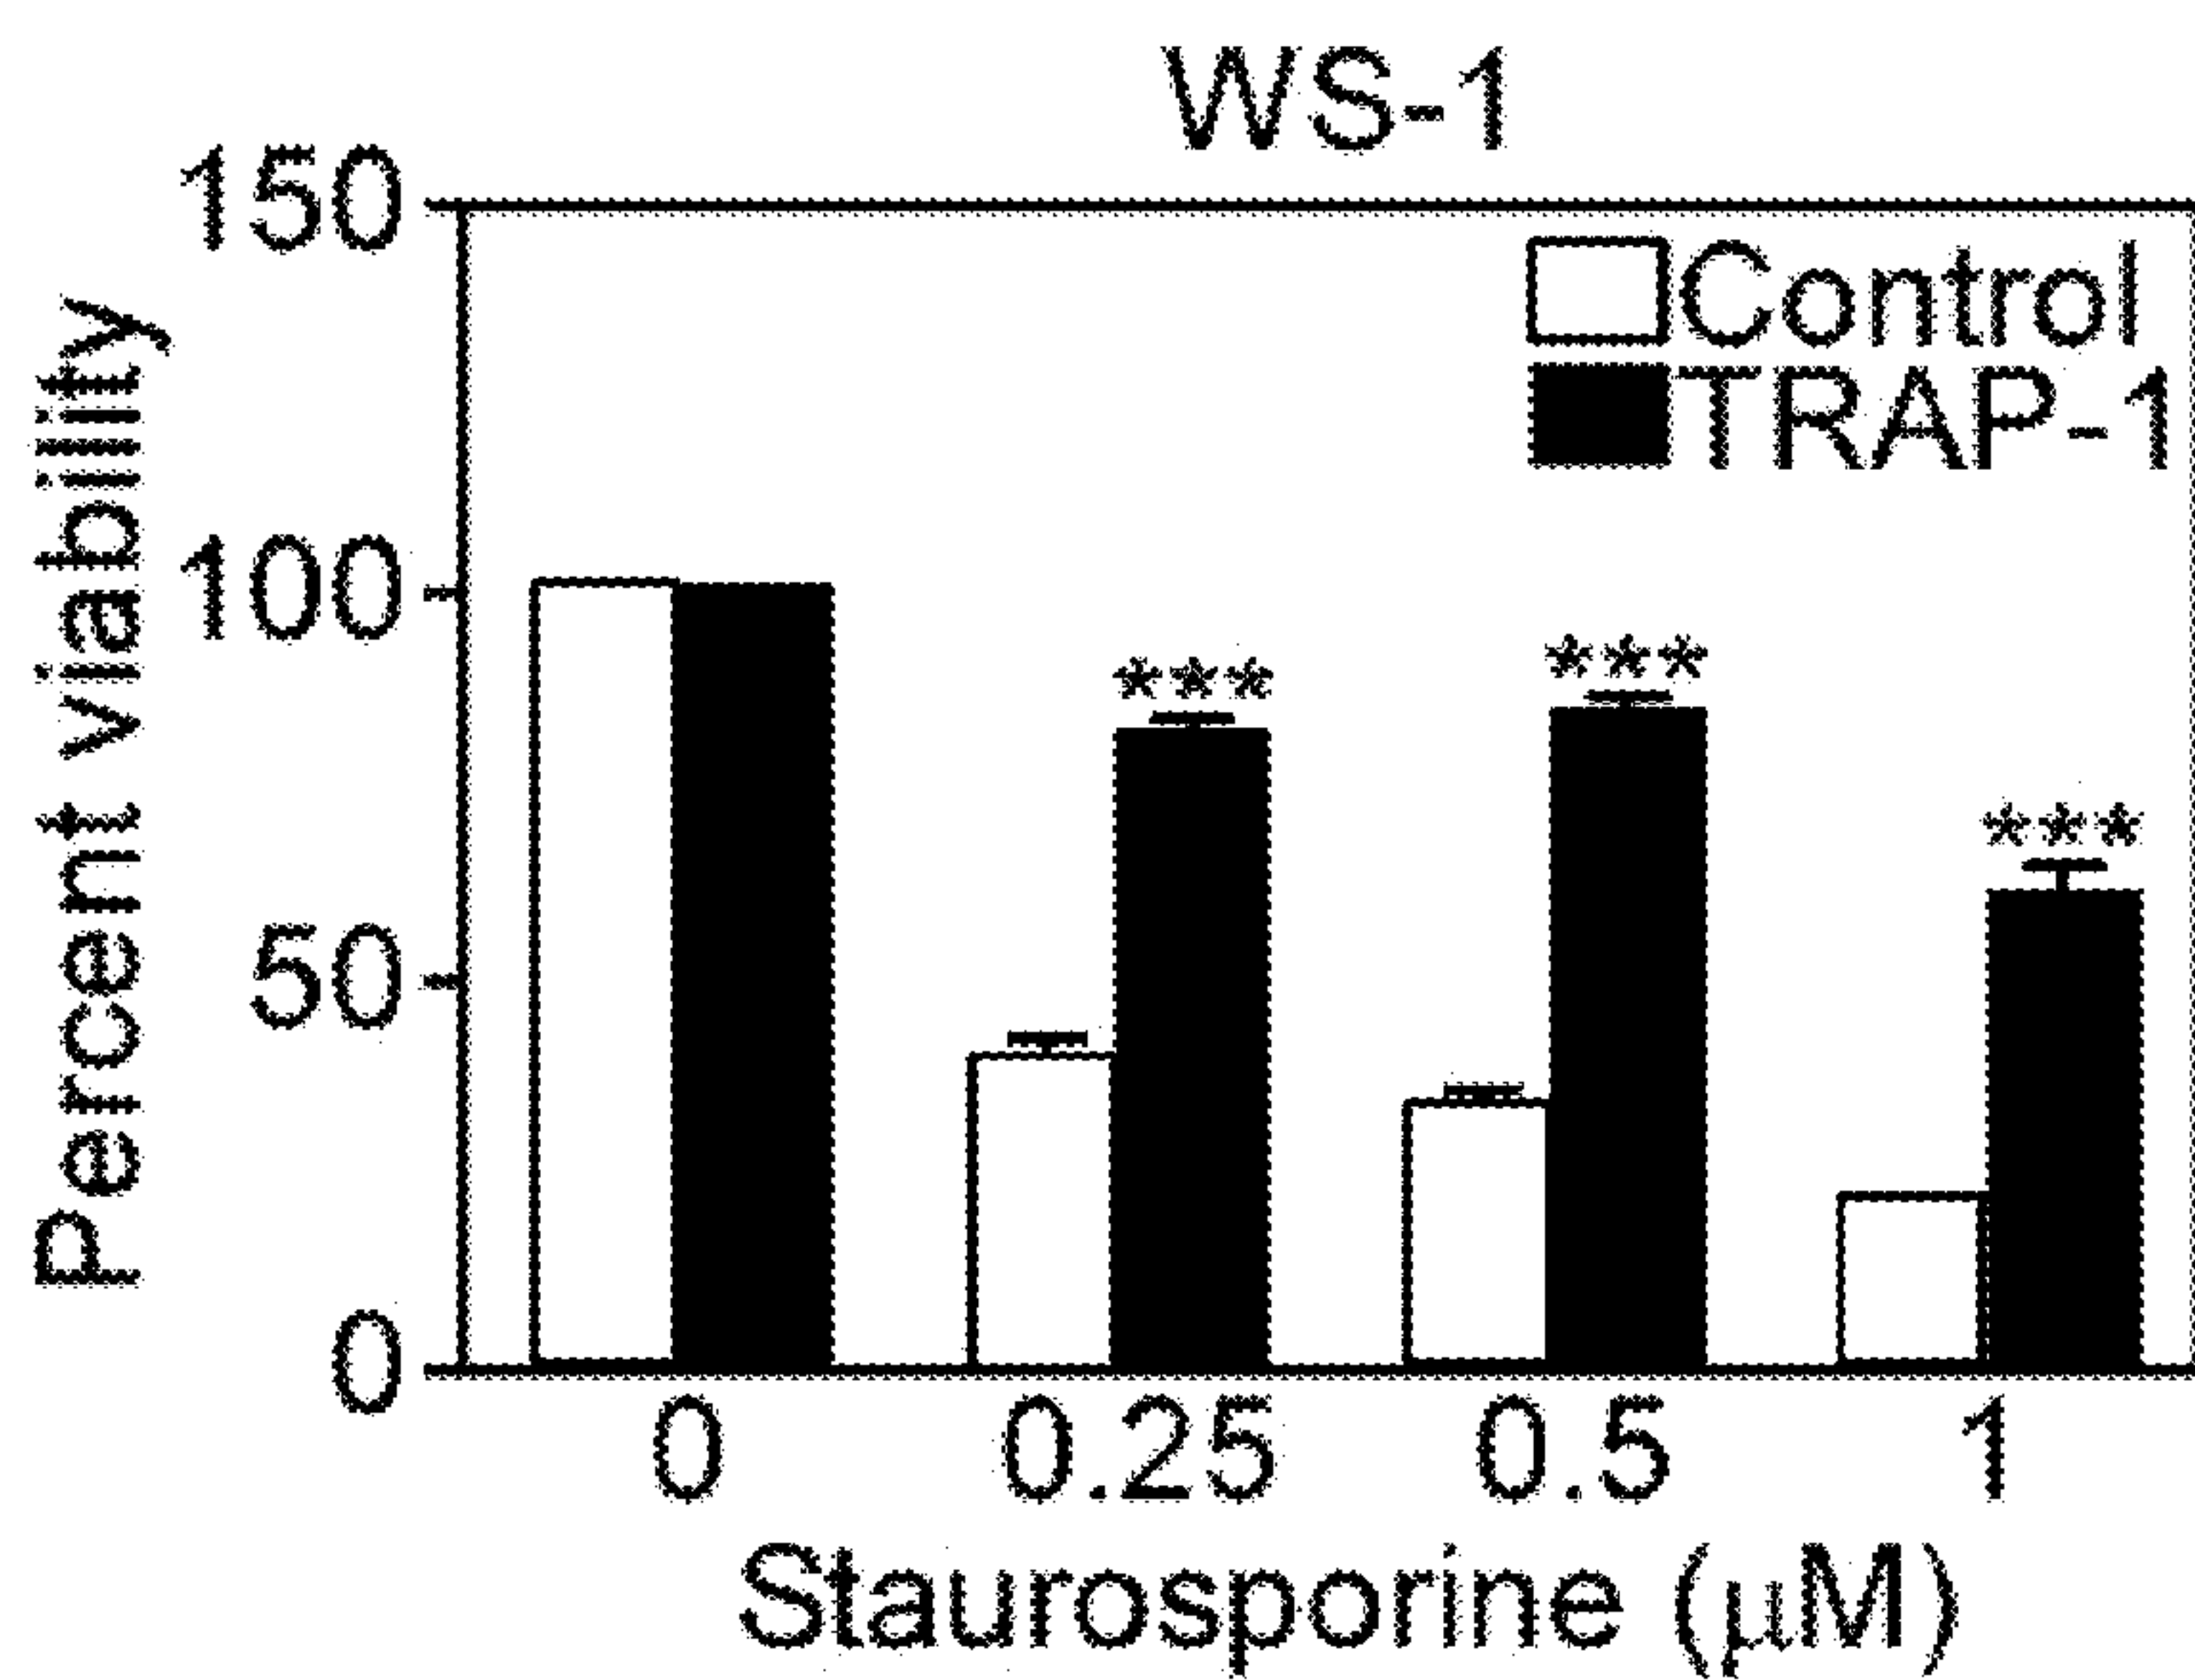 WS-1
150
100
50
0
Percent viability
Control
TRAP-1
***
***
***
0 0.25 0.5 1
Staurosporine (µM)